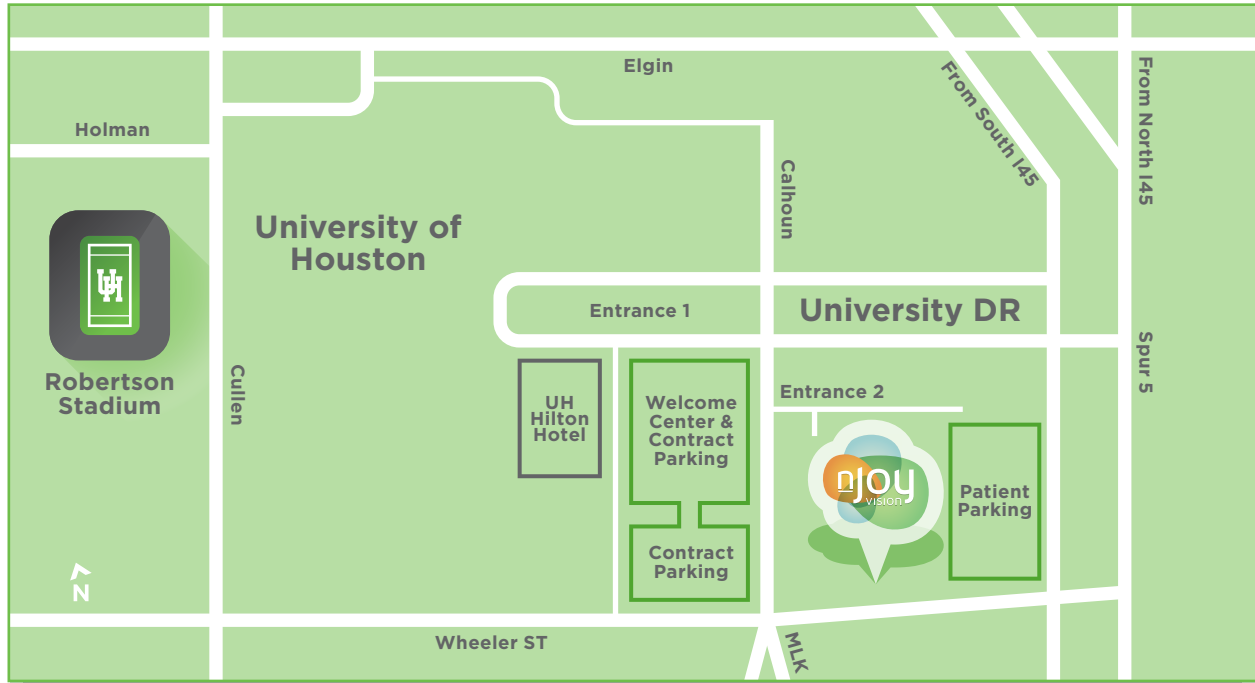 Elgin
From South I45
From North I45
Holman
Calhoun
University of
Houston
UH
Entrance 1
University DR
Robertson
Stadium
Cullen
Spur 5
UH
Hilton
Hotel
Welcome
Center &
Contract
Parking
Entrance 2
njoy
vision
Patient
Parking
Contract
Parking
N
Wheeler ST
MLK